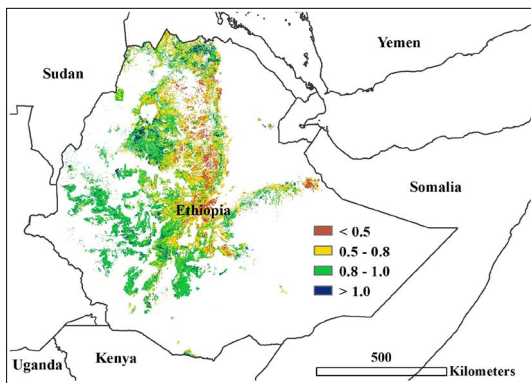 Yemen
Sudan
Somalia
Ethiopia
< 0.5
0.5 - 0.8
0.8 - 1.0
> 1.0
500
Kilometers
Uganda
Kenya